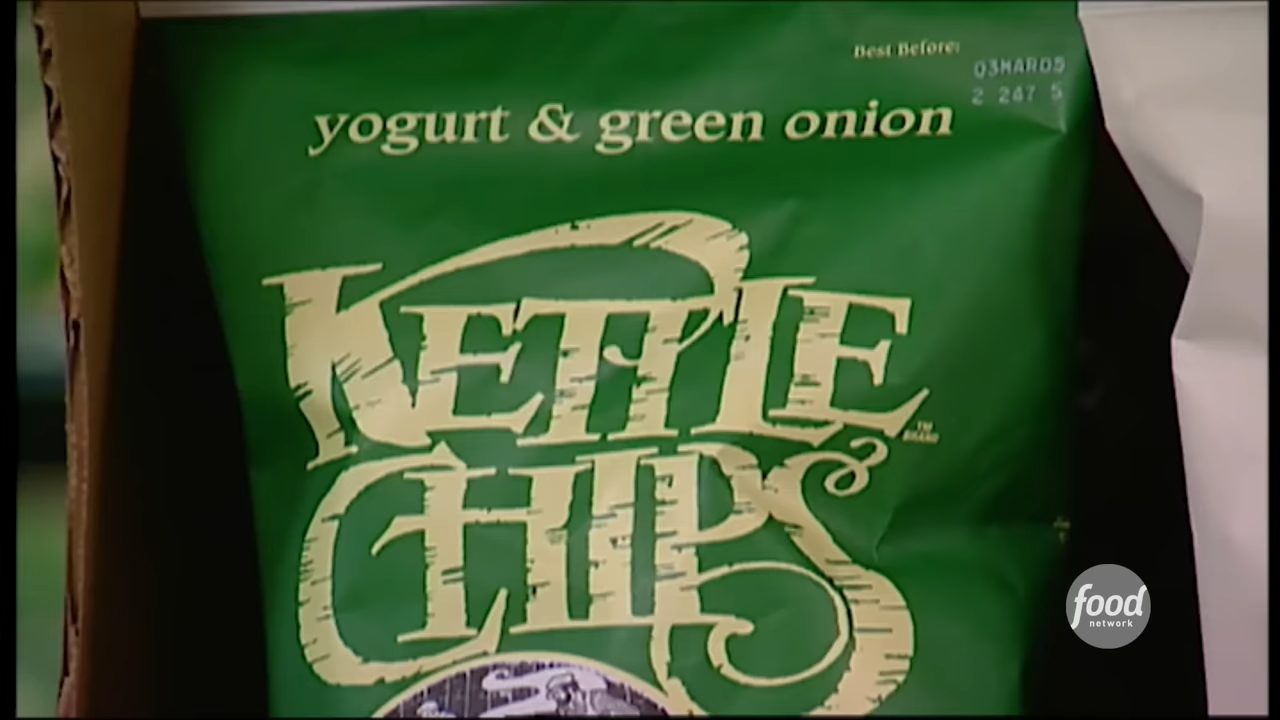 Best Before:
03MAR05
2 247 5
yogurt & green onion
KETTLE
TM
BRAND
CHIPS
food
network